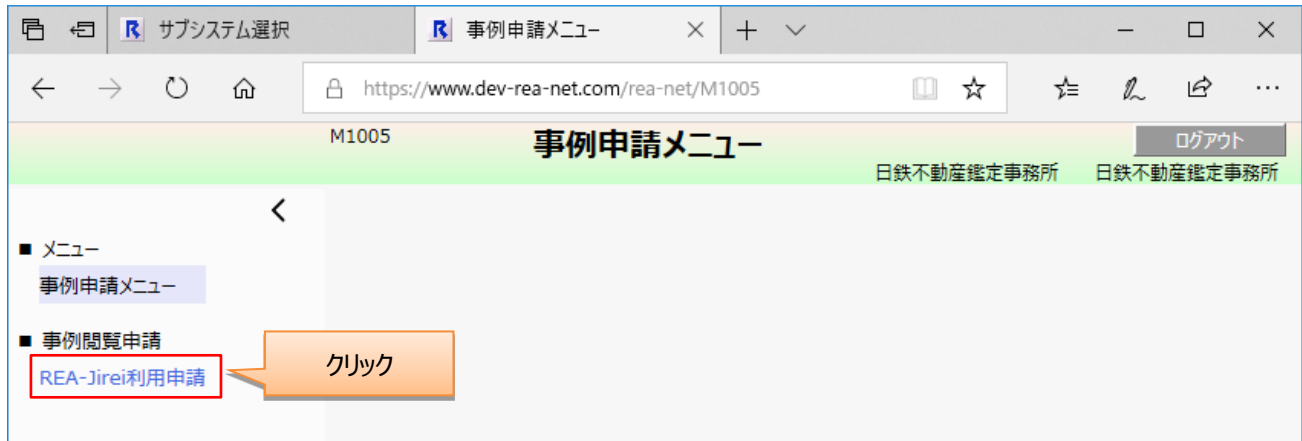 サブシステム選択
事例申請メニュー
https://www.dev-rea-net.com/rea-net/M1005
M1005
事例申請メニュー
ログアウト
日鉄不動産鑑定事務所 日鉄不動産鑑定事務所
■ メニュー
事例申請メニュー
■ 事例閲覧申請
REA-Jirei利用申請
クリック